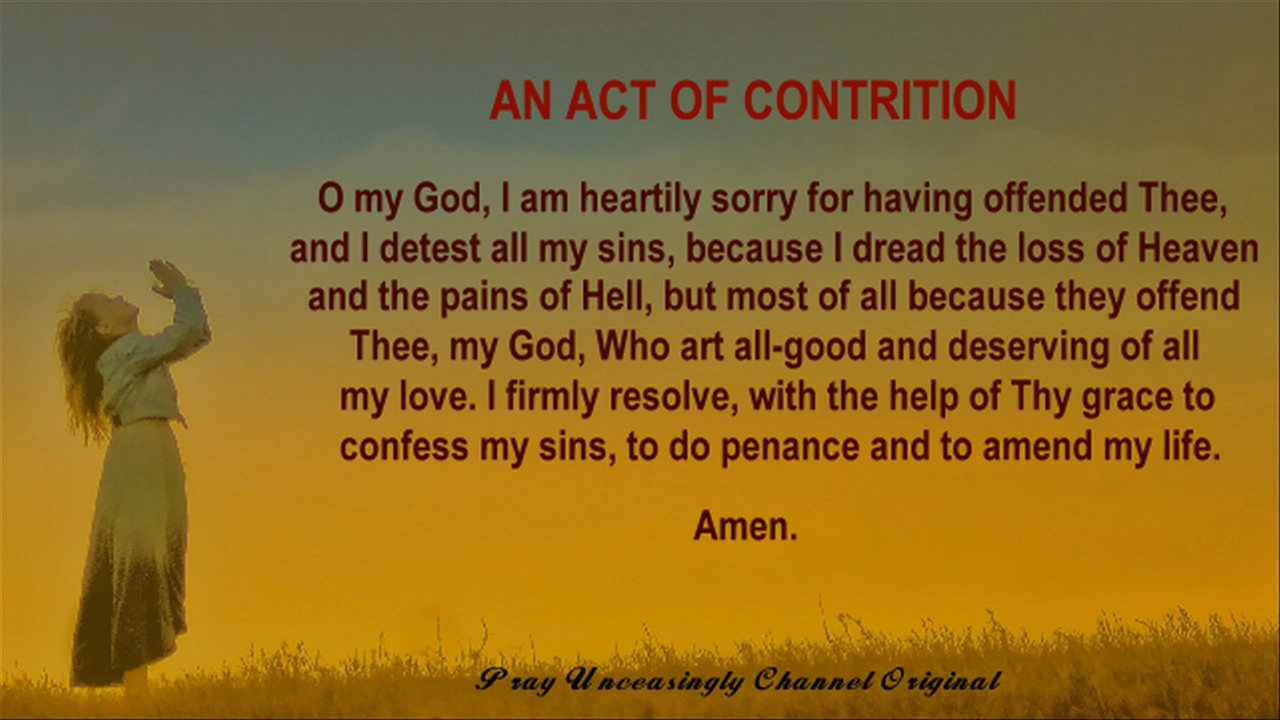 AN ACT OF CONTRITION
O my God, I am heartily sorry for having offended Thee,
and I detest all my sins, because I dread the loss of Heaven
and the pains of Hell, but most of all because they offend
Thee, my God, Who art all-good and deserving of all
my love. I firmly resolve, with the help of Thy grace to
confess my sins, to do penance and to amend my life.
Amen.
Pray Unceasingly Channel Original